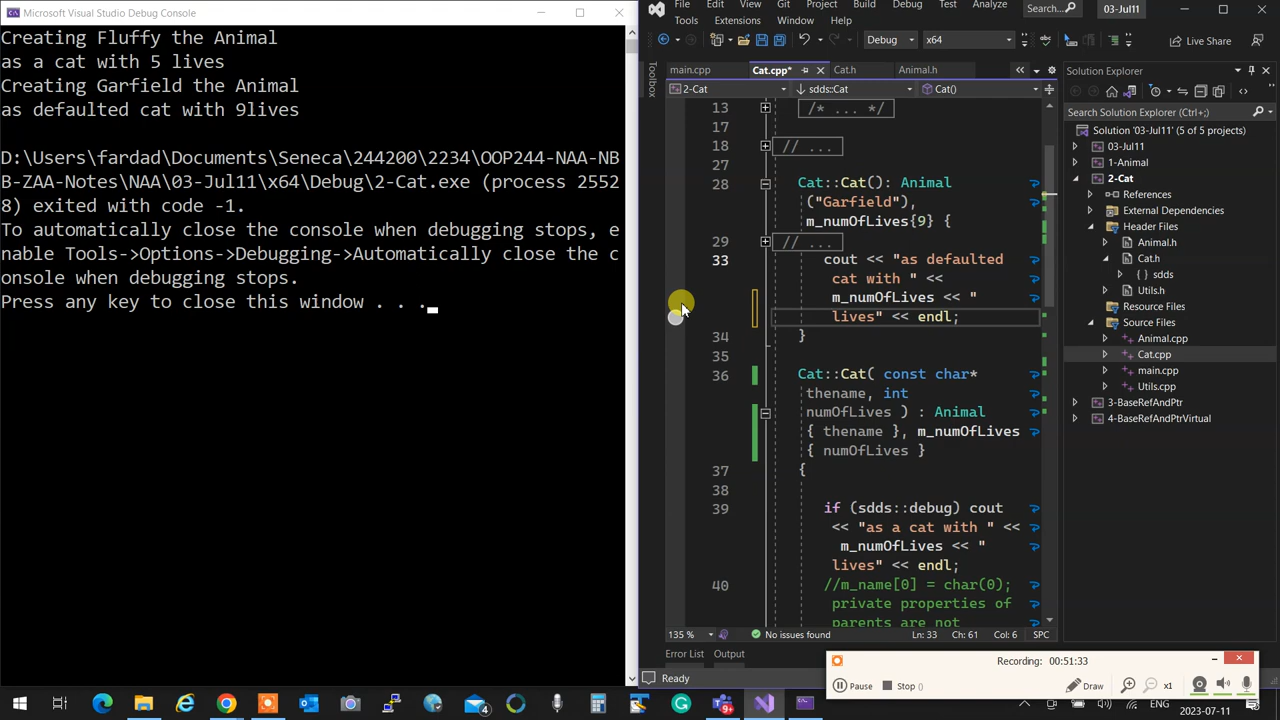 Microsoft Visual Studio Debug Console
Creating Fluffy the Animal
as a cat with 5 lives
Creating Garfield the Animal
as defaulted cat with 9lives
D:\Users\fardad\Documents\Seneca\244200\2234\OOP244-NAA-NB
B-ZAA-Notes\NAA\03-Jul11\x64\Debug\2-Cat.exe (process 2552
8) exited with code -1.
To automatically close the console when debugging stops, e
nable Tools->Options->Debugging->Automatically close the c
onsole when debugging stops.
Press any key to close this window . . .
File Edit View Git Project Build Debug Test Analyze
Tools Extensions Window Help
Search... 03-Jul11
Debug x64 Live Share
Toolbox
main.cpp Cat.cpp* Cat.h Animal.h
2-Cat sdds::Cat Cat()
13 /* ... */
17
18 // ...
27
28 Cat::Cat(): Animal
("Garfield"),
m_numOfLives{9} {
29 // ...
33 cout << "as defaulted
cat with " <<
m_numOfLives << "
lives" << endl;
34 }
35
36 Cat::Cat( const char*
thename, int
numOfLives ) : Animal
{ thename }, m_numOfLives
{ numOfLives }
37 {
38
39 if (sdds::debug) cout
<< "as a cat with " <<
m_numOfLives << "
lives" << endl;
40 //m_name[0] = char(0);
private properties of
parents are not
135 % No issues found Ln: 33 Ch: 61 Col: 6 SPC
Error List Output
Ready
Solution Explorer
Search Solution Explorer (Ctrl+;)
Solution '03-Jul11' (5 of 5 projects)
03-Jul11
1-Animal
2-Cat
References
External Dependencies
Header Files
Animal.h
Cat.h
sdds
Utils.h
Resource Files
Source Files
Animal.cpp
Cat.cpp
main.cpp
Utils.cpp
3-BaseRefAndPtr
4-BaseRefAndPtrVirtual
Recording: 00:51:33
Pause Stop Draw x1
4
9+
ENG 2023-07-11